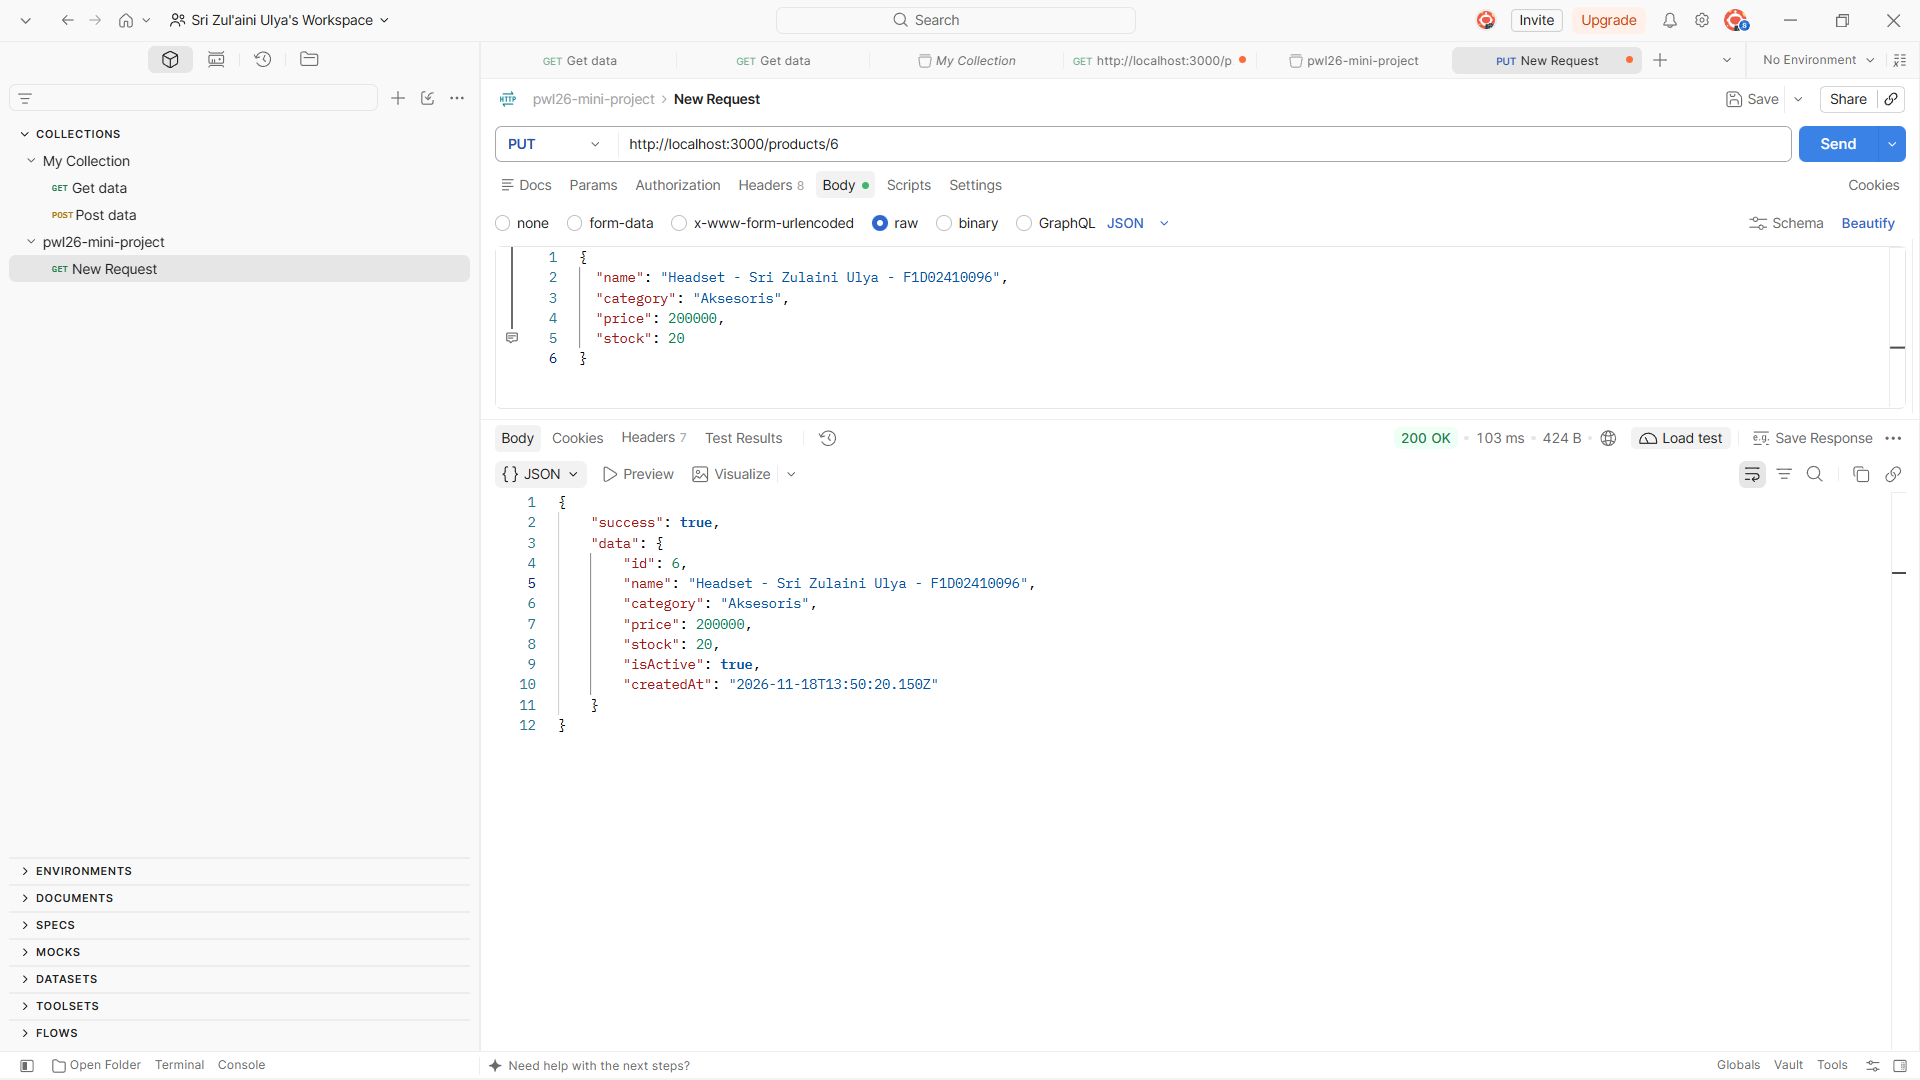 Sri Zul'aini Ulya's Workspace
Search
Invite
Upgrade
8
GET Get data
GET Get data
My Collection
GET http://localhost:3000/p
pwl26-mini-project
PUT New Request
No Environment
COLLECTIONS
My Collection
GET Get data
POST Post data
pwl26-mini-project
GET New Request
ENVIRONMENTS
DOCUMENTS
SPECS
MOCKS
DATASETS
TOOLSETS
FLOWS
HTTP pwl26-mini-project > New Request
Save
Share
PUT http://localhost:3000/products/6
Send
Docs Params Authorization Headers 8 Body Scripts Settings
Cookies
none form-data x-www-form-urlencoded raw binary GraphQL JSON
Schema Beautify
1 {
2 "name": "Headset - Sri Zulaini Ulya - F1D02410096",
3 "category": "Aksesoris",
4 "price": 200000,
5 "stock": 20
6 }
Body Cookies Headers 7 Test Results
200 OK • 103 ms • 424 B
Load test
e.g. Save Response
{} JSON Preview Visualize
1 {
2 "success": true,
3 "data": {
4 "id": 6,
5 "name": "Headset - Sri Zulaini Ulya - F1D02410096",
6 "category": "Aksesoris",
7 "price": 200000,
8 "stock": 20,
9 "isActive": true,
10 "createdAt": "2026-11-18T13:50:20.150Z"
11 }
12 }
Open Folder Terminal Console
Need help with the next steps?
Globals Vault Tools